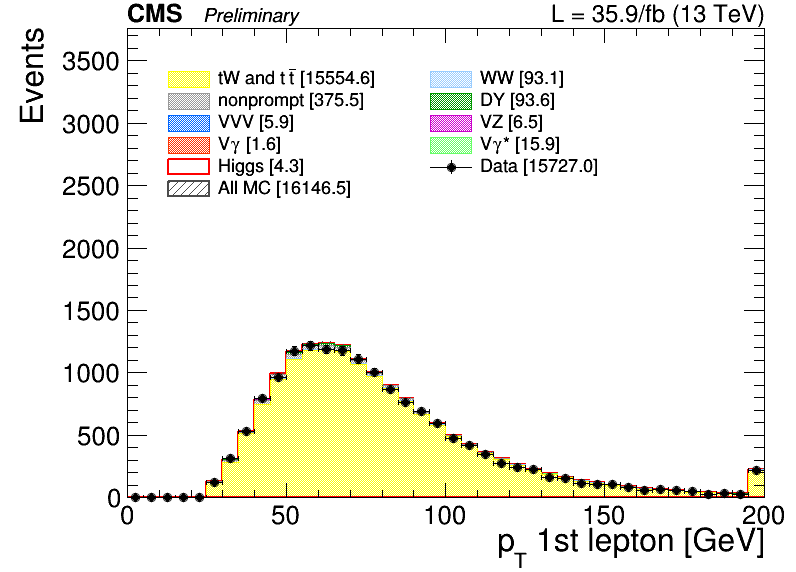 CMS Preliminary L = 35.9/fb (13 TeV)
Events
3500
3000
2500
2000
1500
1000
500
0
tW and tt̄ [15554.6]
nonprompt [375.5]
VVV [5.9]
Vγ [1.6]
Higgs [4.3]
All MC [16146.5]
WW [93.1]
DY [93.6]
VZ [6.5]
Vγ* [15.9]
Data [15727.0]
0 50 100 150 200
p_T 1st lepton [GeV]